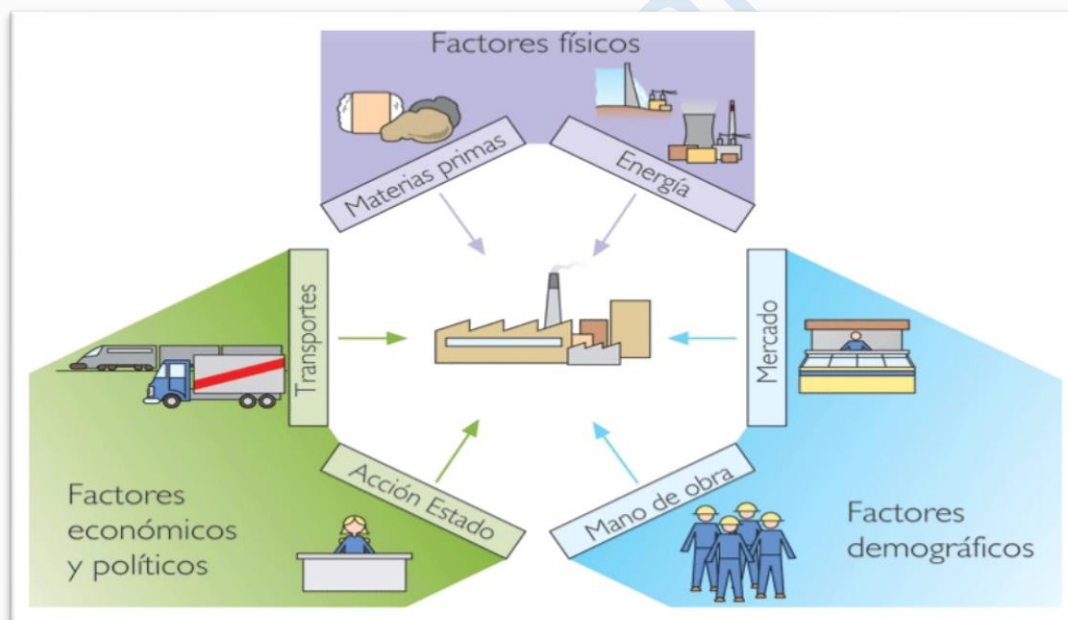 Factores físicos
Materias primas
Energía
Transportes
Mercado
Acción Estado
Mano de obra
Factores
económicos
y políticos
Factores
demográficos